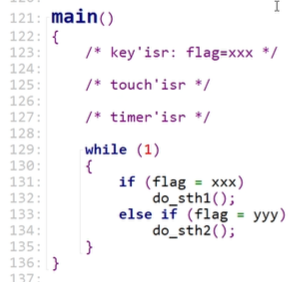 121: main()
122: {
123:     /* key'isr: flag=xxx */
124:
125:     /* touch'isr */
126:
127:     /* timer'isr */
128:
129:     while (1)
130:     {
131:         if (flag = xxx)
132:             do_sth1();
133:         else if (flag = yyy)
134:             do_sth2();
135:     }
136: }
137: